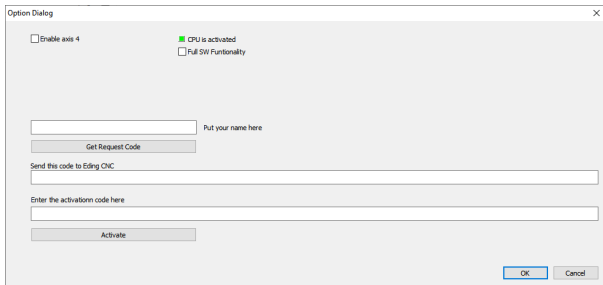 Option Dialog
Enable axis 4
CPU is activated
Full SW Funtionality
Put your name here
Get Request Code
Send this code to Eding CNC
Enter the activationn code here
Activate
OK Cancel